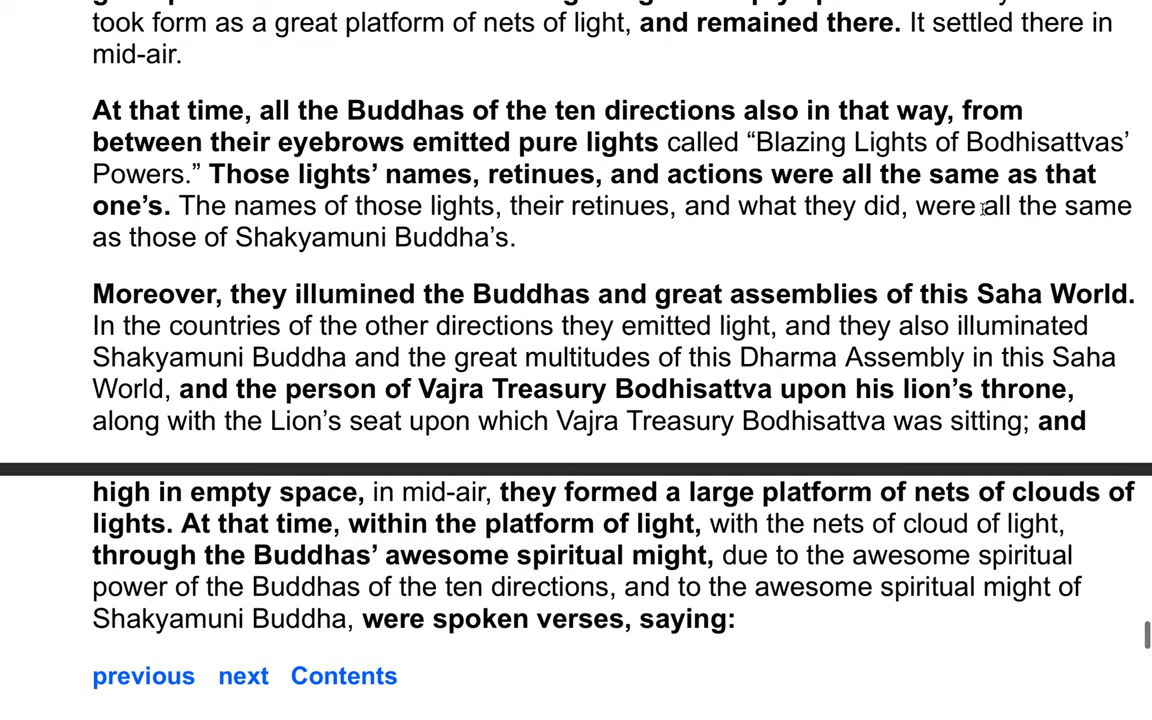 took form as a great platform of nets of light, and remained there. It settled there in
mid-air.
At that time, all the Buddhas of the ten directions also in that way, from
between their eyebrows emitted pure lights called “Blazing Lights of Bodhisattvas’
Powers.” Those lights’ names, retinues, and actions were all the same as that
one’s. The names of those lights, their retinues, and what they did, were all the same
as those of Shakyamuni Buddha’s.
Moreover, they illumined the Buddhas and great assemblies of this Saha World.
In the countries of the other directions they emitted light, and they also illuminated
Shakyamuni Buddha and the great multitudes of this Dharma Assembly in this Saha
World, and the person of Vajra Treasury Bodhisattva upon his lion’s throne,
along with the Lion’s seat upon which Vajra Treasury Bodhisattva was sitting; and
high in empty space, in mid-air, they formed a large platform of nets of clouds of
lights. At that time, within the platform of light, with the nets of cloud of light,
through the Buddhas’ awesome spiritual might, due to the awesome spiritual
power of the Buddhas of the ten directions, and to the awesome spiritual might of
Shakyamuni Buddha, were spoken verses, saying:
previous next Contents